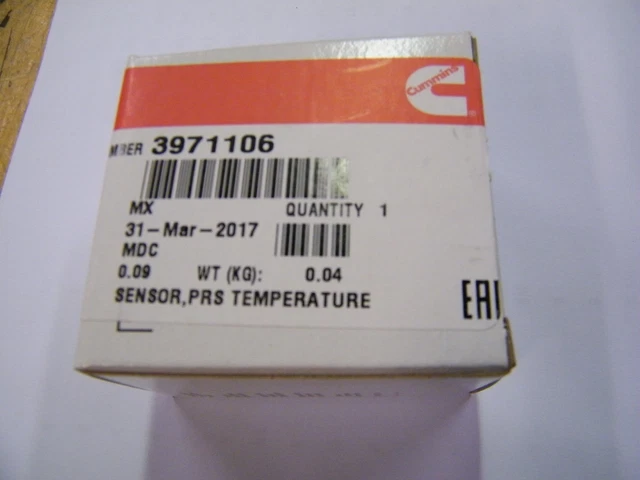 Cummins
MBER 3971106
MX QUANTITY 1
31-Mar-2017
MDC
0.09 WT (KG): 0.04
SENSOR,PRS TEMPERATURE
EAC